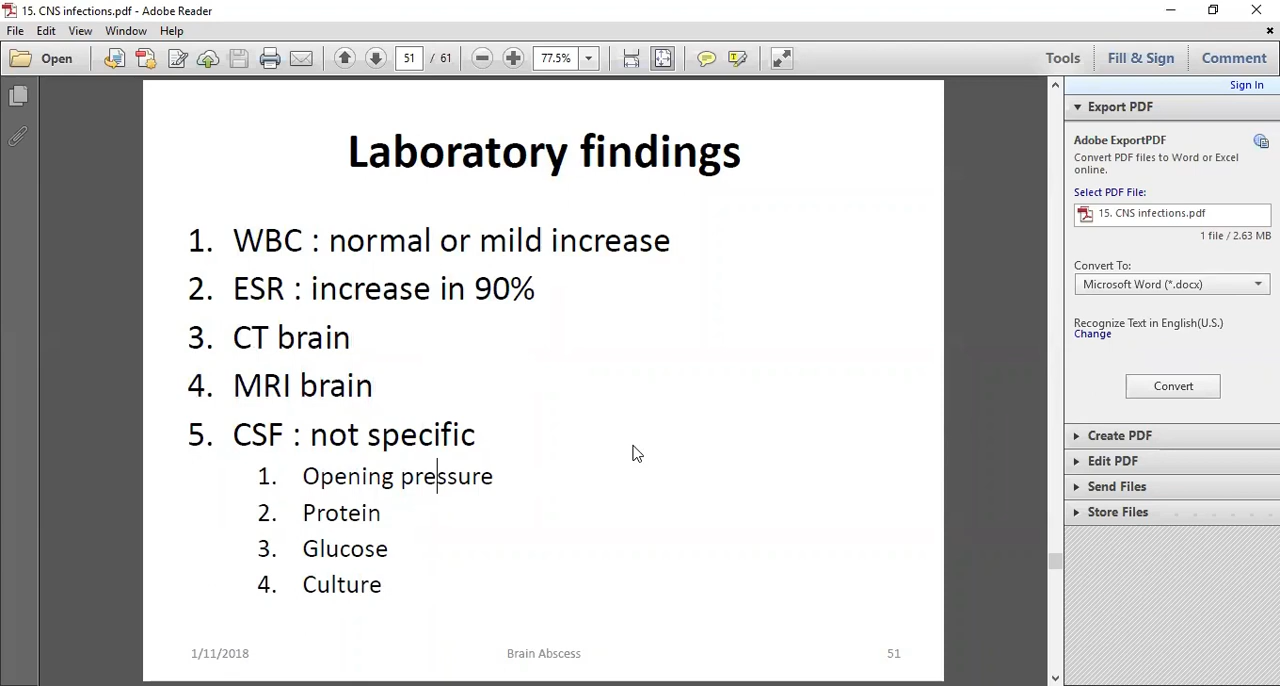 15. CNS infections.pdf - Adobe Reader
File Edit View Window Help
Open 51 / 61 77.5% Tools Fill & Sign Comment
Sign In
Export PDF
Adobe ExportPDF
Convert PDF files to Word or Excel
online.
Select PDF File:
15. CNS infections.pdf
1 file / 2.63 MB
Convert To:
Microsoft Word (*.docx)
Recognize Text in English(U.S.)
Change
Convert
Create PDF
Edit PDF
Send Files
Store Files
Laboratory findings
1. WBC : normal or mild increase
2. ESR : increase in 90%
3. CT brain
4. MRI brain
5. CSF : not specific
1. Opening pressure
2. Protein
3. Glucose
4. Culture
1/11/2018 Brain Abscess 51